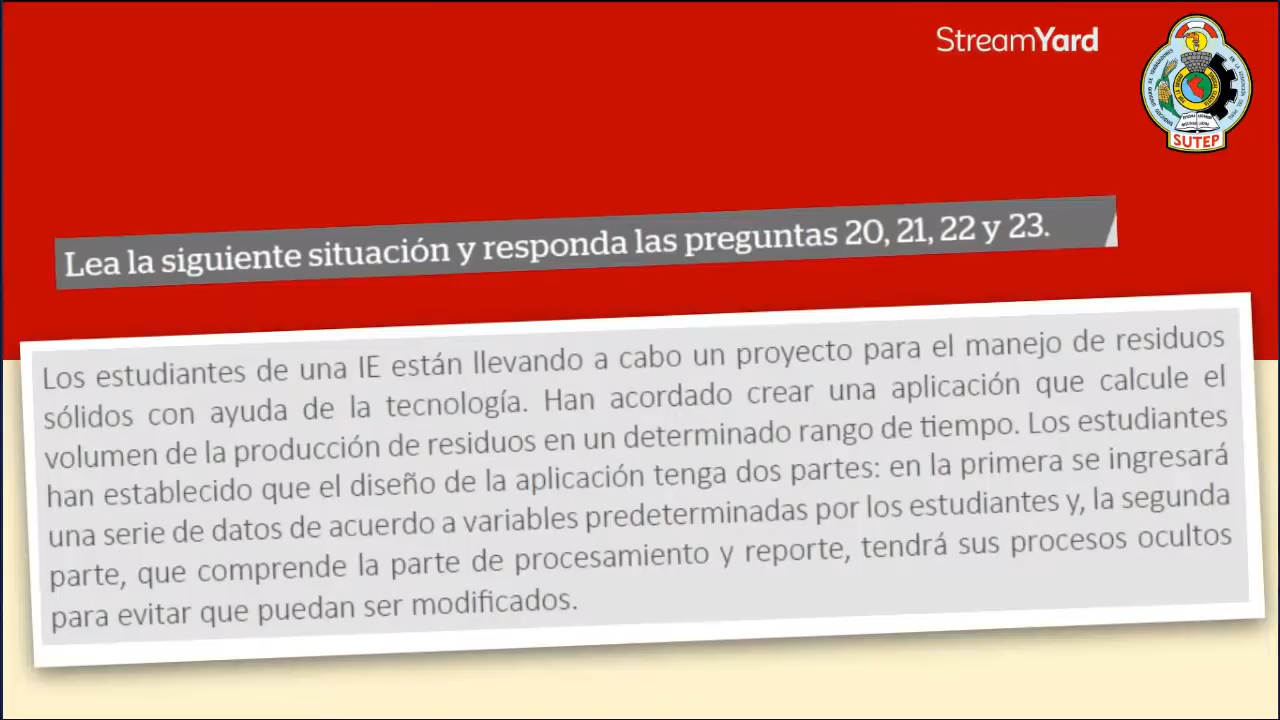 StreamYard
SUTEP
Lea la siguiente situación y responda las preguntas 20, 21, 22 y 23.
Los estudiantes de una IE están llevando a cabo un proyecto para el manejo de residuos
sólidos con ayuda de la tecnología. Han acordado crear una aplicación que calcule el
volumen de la producción de residuos en un determinado rango de tiempo. Los estudiantes
han establecido que el diseño de la aplicación tenga dos partes: en la primera se ingresará
una serie de datos de acuerdo a variables predeterminadas por los estudiantes y, la segunda
parte, que comprende la parte de procesamiento y reporte, tendrá sus procesos ocultos
para evitar que puedan ser modificados.